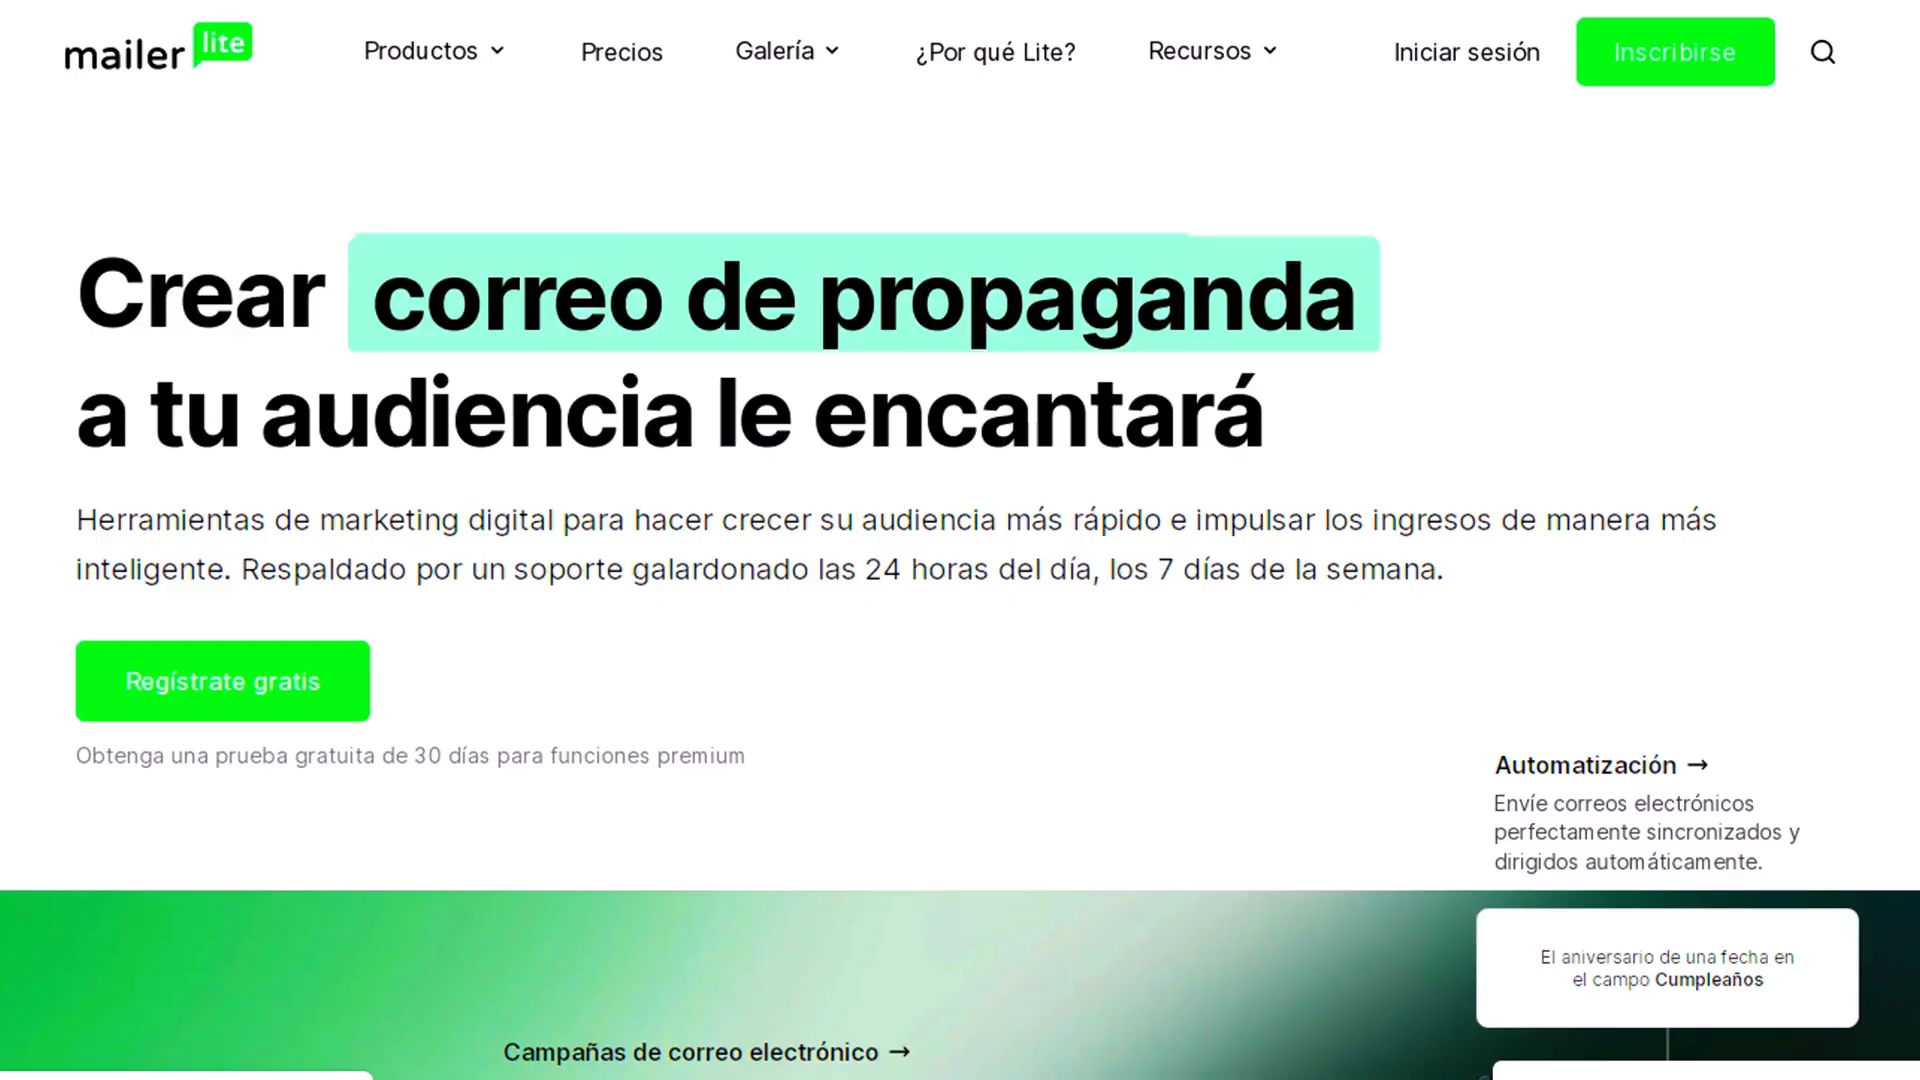 mailer lite
Productos
Precios
Galería
¿Por qué Lite?
Recursos
Iniciar sesión
Inscribirse
Crear correo de propaganda
a tu audiencia le encantará
Herramientas de marketing digital para hacer crecer su audiencia más rápido e impulsar los ingresos de manera más
inteligente. Respaldado por un soporte galardonado las 24 horas del día, los 7 días de la semana.
Regístrate gratis
Obtenga una prueba gratuita de 30 días para funciones premium
Automatización →
Envíe correos electrónicos
perfectamente sincronizados y
dirigidos automáticamente.
El aniversario de una fecha en
el campo Cumpleaños
Campañas de correo electrónico →